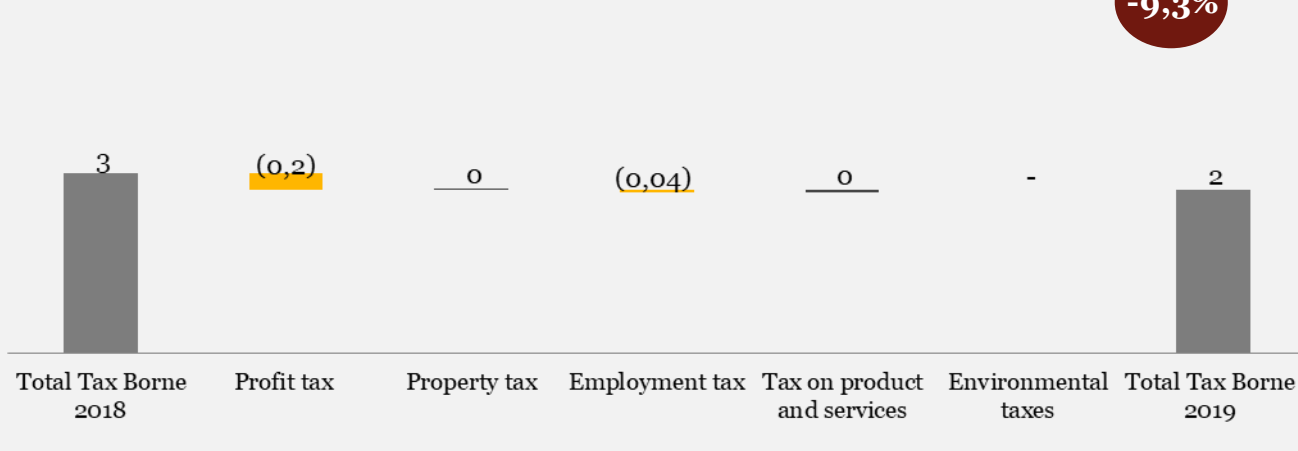 -9,3%
3
(0,2)
0
(0,04)
0
-
2
Total Tax Borne
2018
Profit tax
Property tax
Employment tax
Tax on product
and services
Environmental
taxes
Total Tax Borne
2019